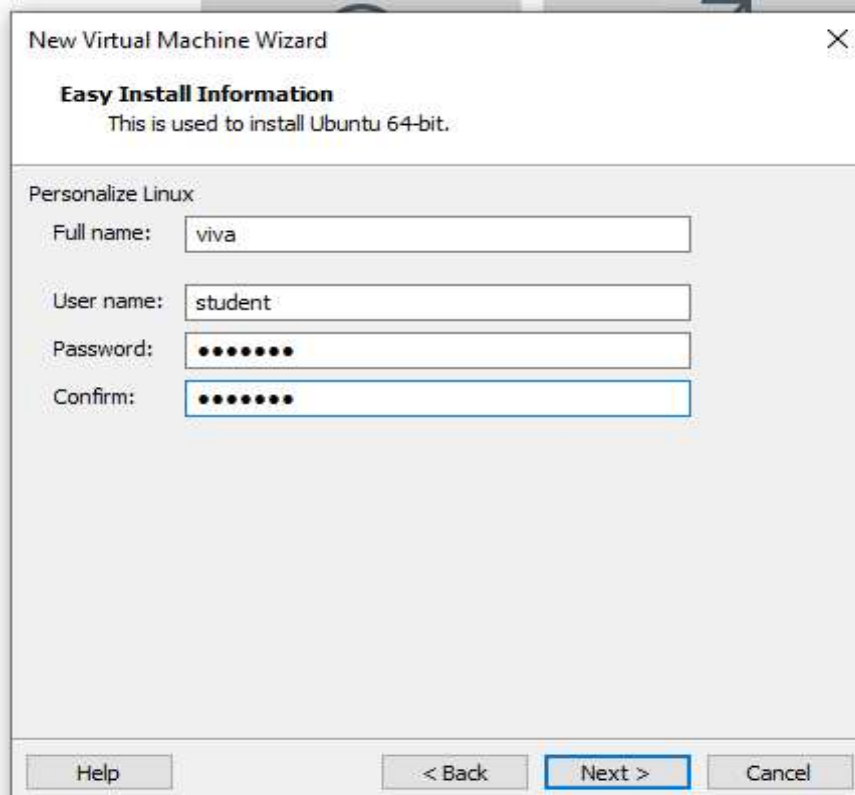 New Virtual Machine Wizard
Easy Install Information
This is used to install Ubuntu 64-bit.
Personalize Linux
Full name: viva
User name: student
Password: •••••••
Confirm: •••••••
Help < Back Next > Cancel